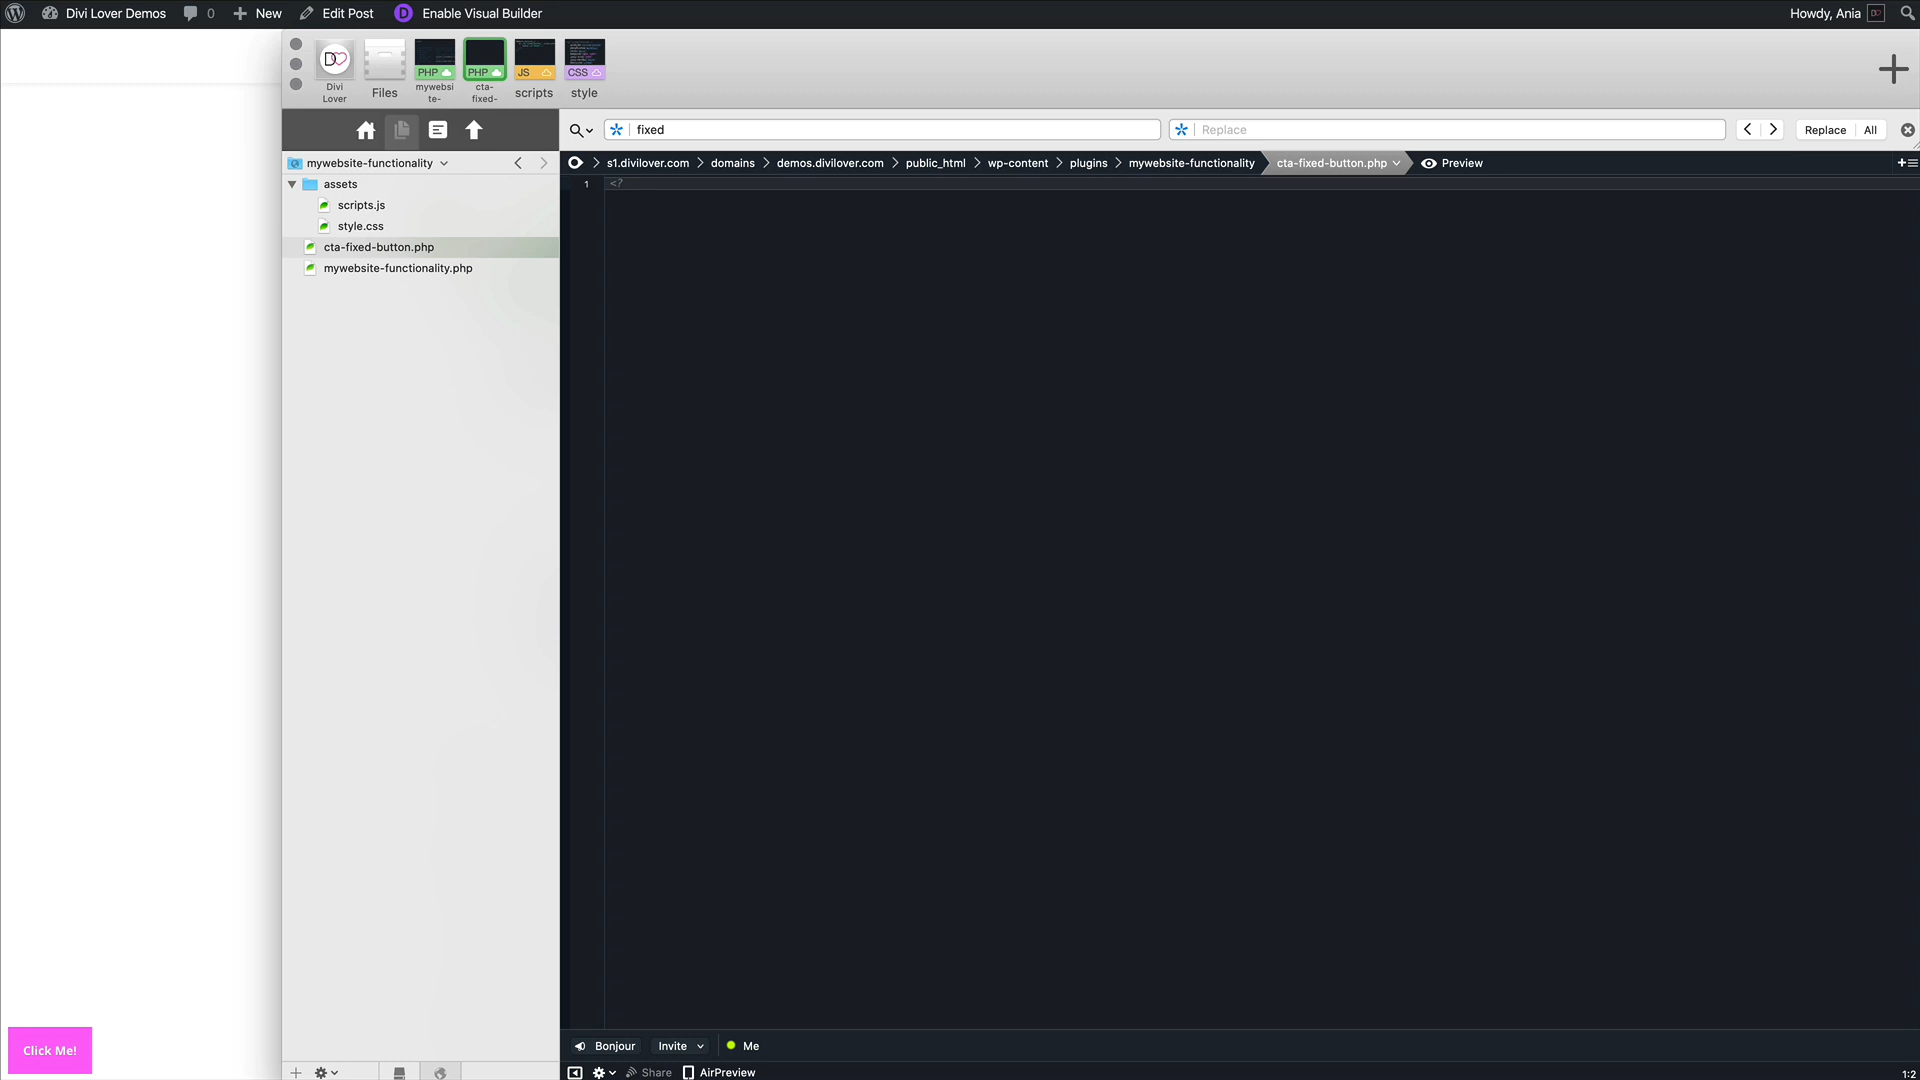 Divi Lover Demos 0 New Edit Post D Enable Visual Builder Howdy, Ania
PHP PHP JS CSS
Divi Lover
Files
mywebsi te-
cta- fixed-
scripts
style
fixed Replace Replace All
mywebsite-functionality s1.divilover.com domains demos.divilover.com public_html wp-content plugins mywebsite-functionality cta-fixed-button.php Preview
assets
1 <?
scripts.js
style.css
cta-fixed-button.php
mywebsite-functionality.php
Click Me!
Bonjour Invite Me
Share AirPreview 1:2